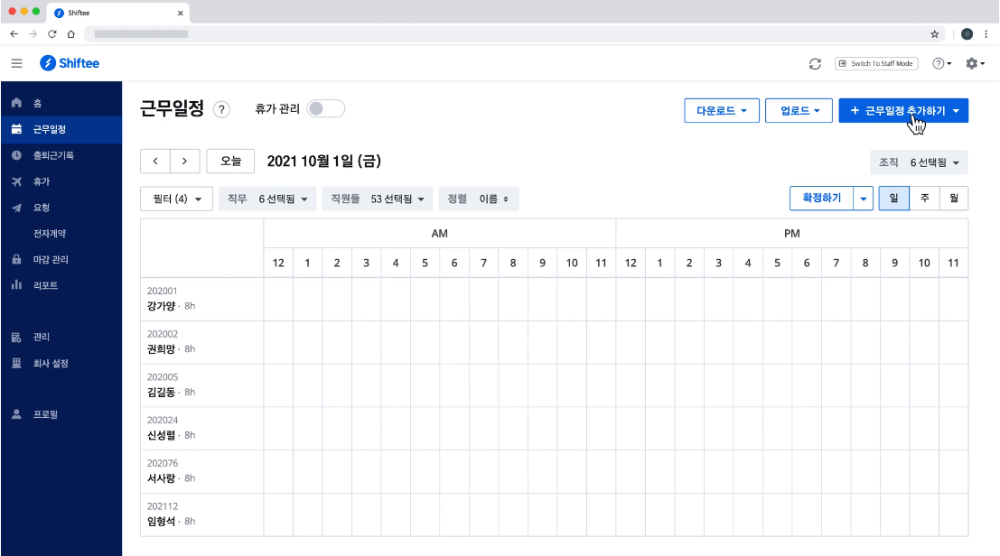 Shiftee
Shiftee
Switch To Staff Mode
홈
근무일정
출퇴근기록
휴가
요청
전자계약
마감 관리
리포트
관리
회사 설정
프로필
근무일정 ? 휴가 관리
다운로드 업로드 + 근무일정 추가하기
오늘 2021 10월 1일 (금)
조직 6 선택됨
필터 (4) 직무 6 선택됨 직원들 53 선택됨 정렬 이름
확정하기 일 주 월
AM PM
12 1 2 3 4 5 6 7 8 9 10 11 12 1 2 3 4 5 6 7 8 9 10 11
202001
강가양 · 8h
202002
권희망 · 8h
202005
김길동 · 8h
202024
신성렬 · 8h
202076
서사랑 · 8h
202112
임형석 · 8h